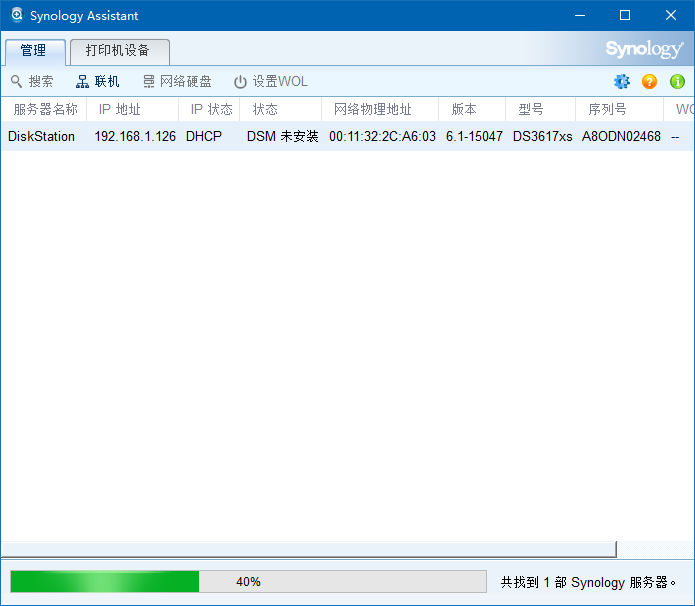 Synology Assistant
管理 打印机设备 Synology
搜索 联机 网络硬盘 设置WOL
服务器名称 IP 地址 IP 状态 状态 网络物理地址 版本 型号 序列号 WO
DiskStation 192.168.1.126 DHCP DSM 未安装 00:11:32:2C:A6:03 6.1-15047 DS3617xs A8ODN02468 --
40% 共找到 1 部 Synology 服务器。